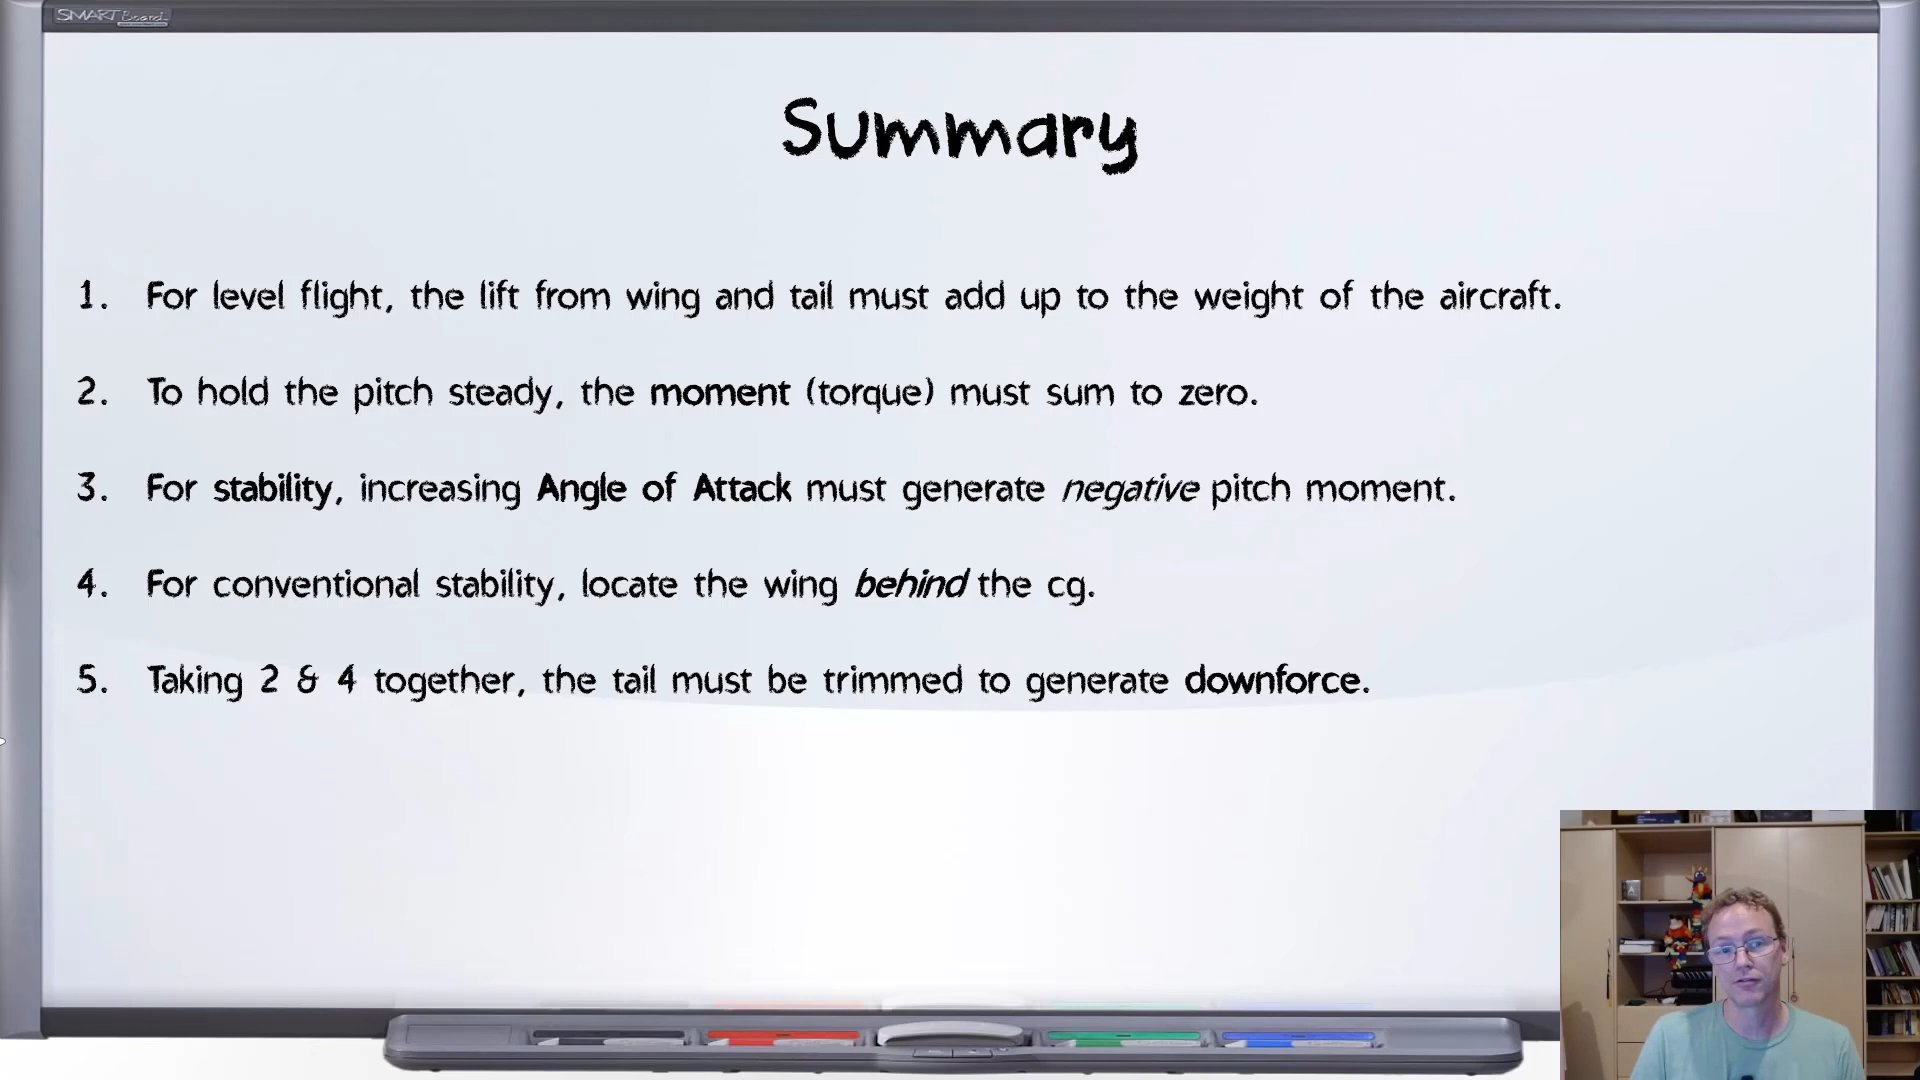 SMART Board
Summary
1. For level flight, the lift from wing and tail must add up to the weight of the aircraft.
2. To hold the pitch steady, the moment (torque) must sum to zero.
3. For stability, increasing Angle of Attack must generate negative pitch moment.
4. For conventional stability, locate the wing behind the cg.
5. Taking 2 & 4 together, the tail must be trimmed to generate downforce.